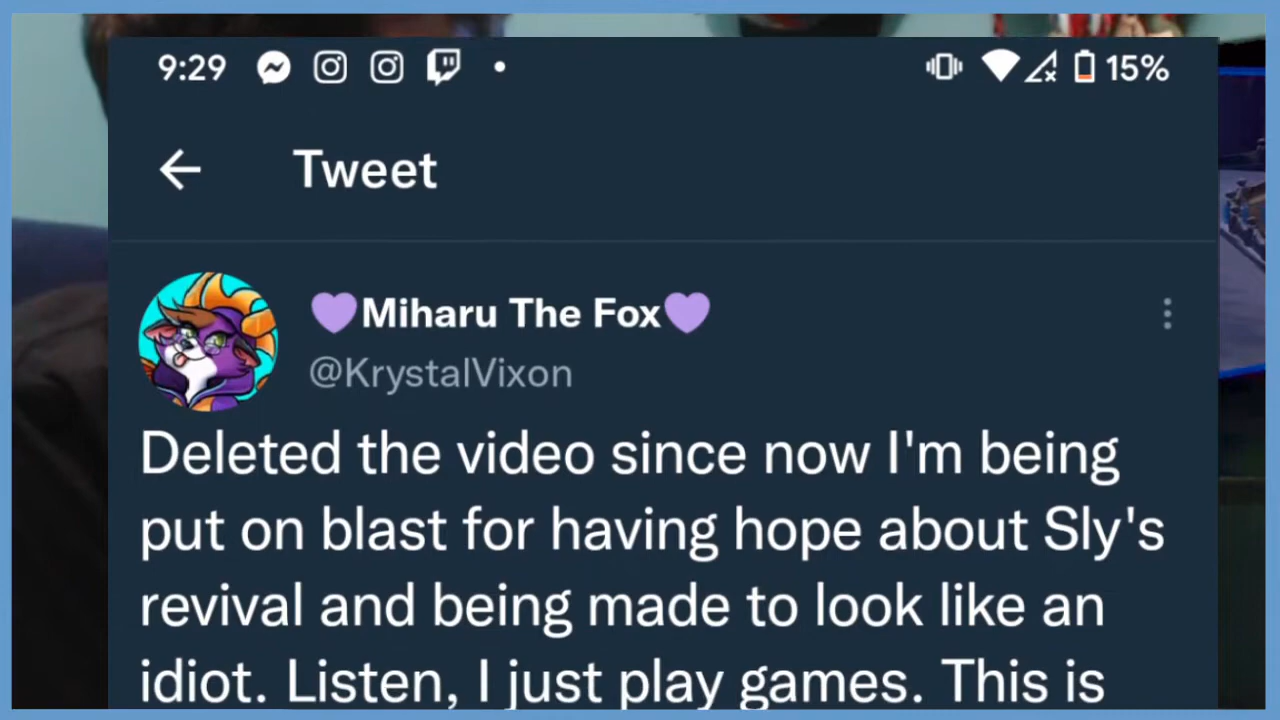 9:29
15%
Tweet
💜Miharu The Fox💜
@KrystalVixon
Deleted the video since now I'm being
put on blast for having hope about Sly's
revival and being made to look like an
idiot. Listen, I just play games. This is